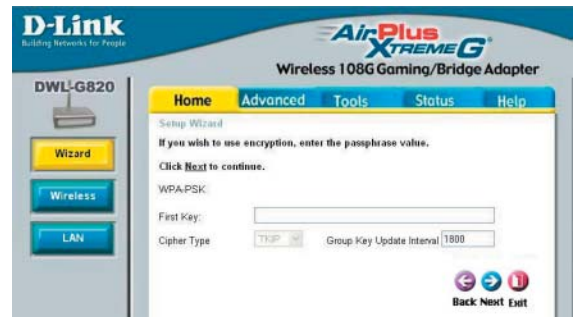 D-Link
Building Networks for People
AirPlus
XTREME G
Wireless 108G Gaming/Bridge Adapter
DWL-G820
Home Advanced Tools Status Help
Setup Wizard
If you wish to use encryption, enter the passphrase value.
Wizard
Click Next to continue.
WPA-PSK
Wireless
First Key:
LAN
Cipher Type TKIP Group Key Update Interval 1800
Back Next Exit